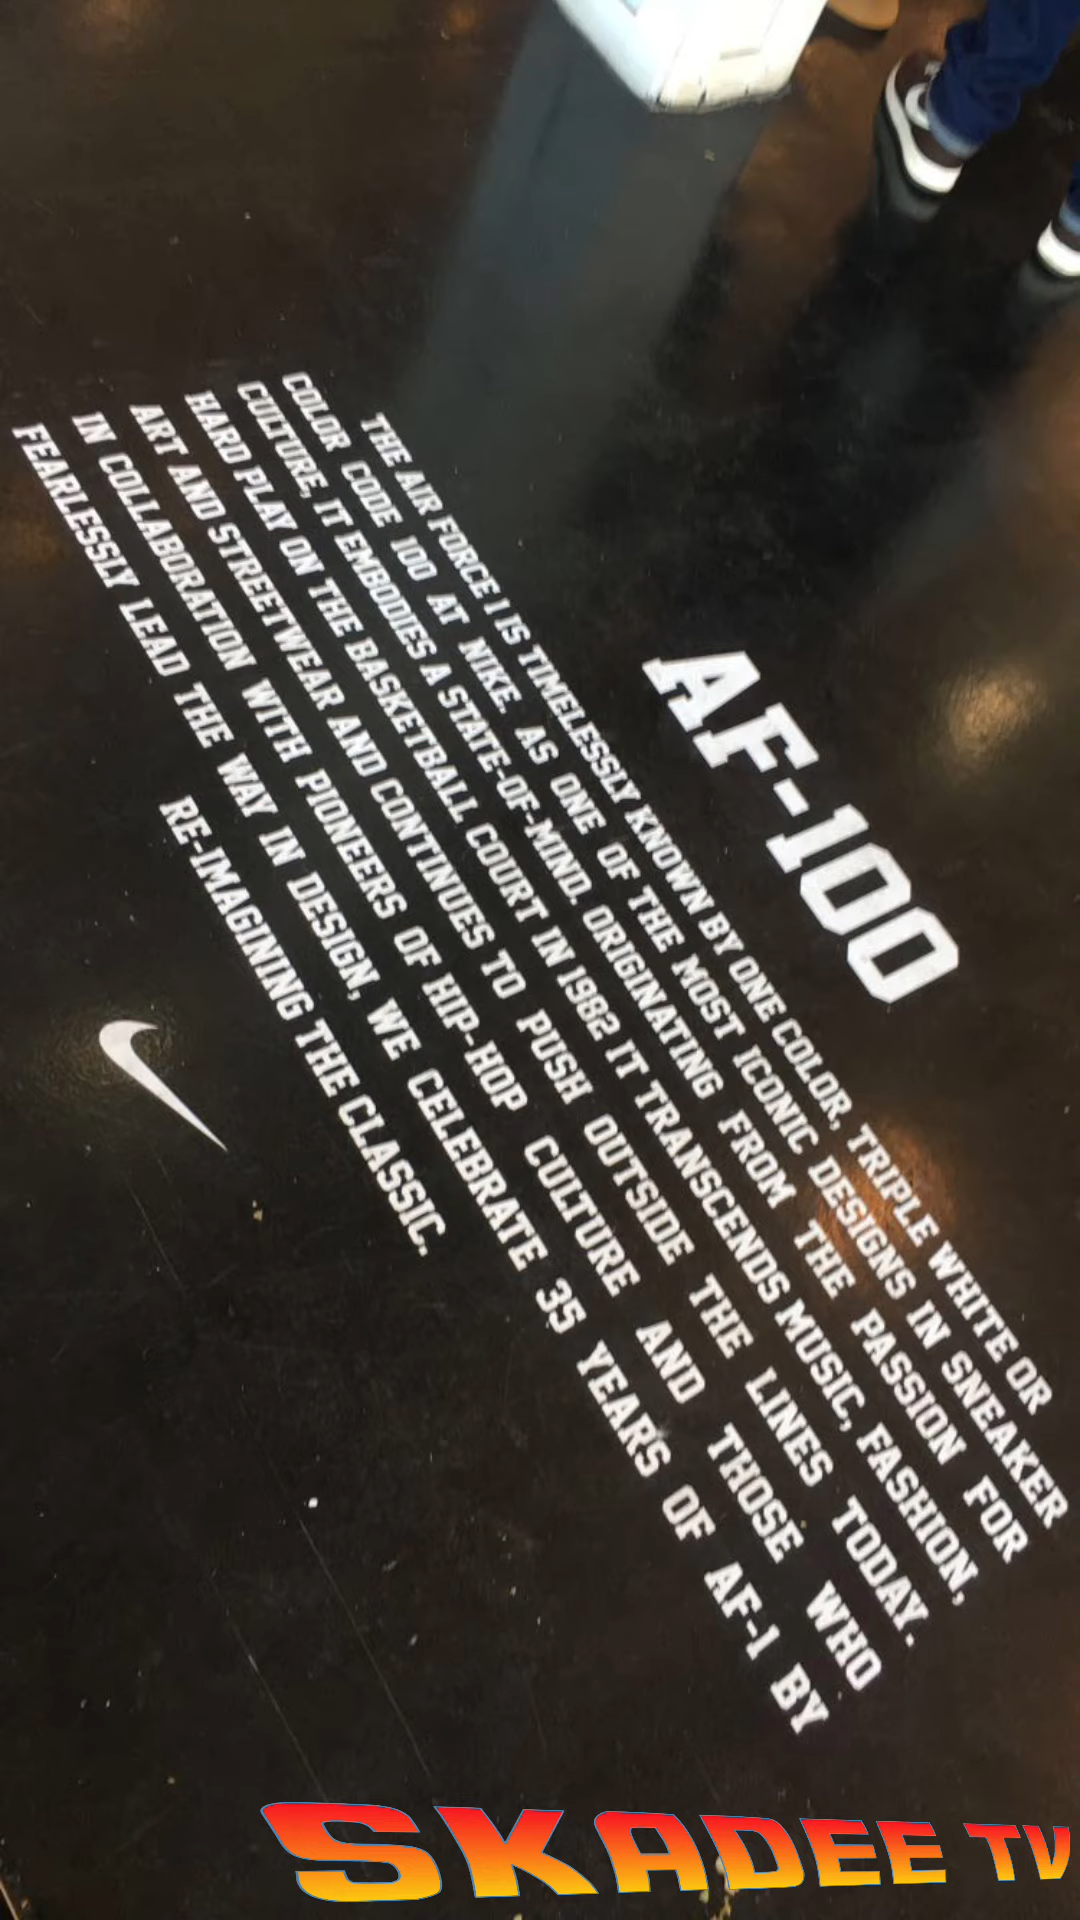 AF-100
THE AIR FORCE 1 IS TIMELESSLY KNOWN BY ONE COLOR, TRIPLE WHITE OR
COLOR CODE 100 AT NIKE. AS ONE OF THE MOST ICONIC DESIGNS IN SNEAKER
CULTURE, IT EMBODIES A STATE-OF-MIND. ORIGINATING FROM THE PASSION FOR
HARD PLAY ON THE BASKETBALL COURT IN 1982 IT TRANSCENDS MUSIC, FASHION,
ART AND STREETWEAR AND CONTINUES TO PUSH OUTSIDE THE LINES TODAY.
IN COLLABORATION WITH PIONEERS OF HIP-HOP CULTURE AND THOSE WHO
FEARLESSLY LEAD THE WAY IN DESIGN, WE CELEBRATE 35 YEARS OF AF-1 BY
RE-IMAGINING THE CLASSIC.
SKADEE TV